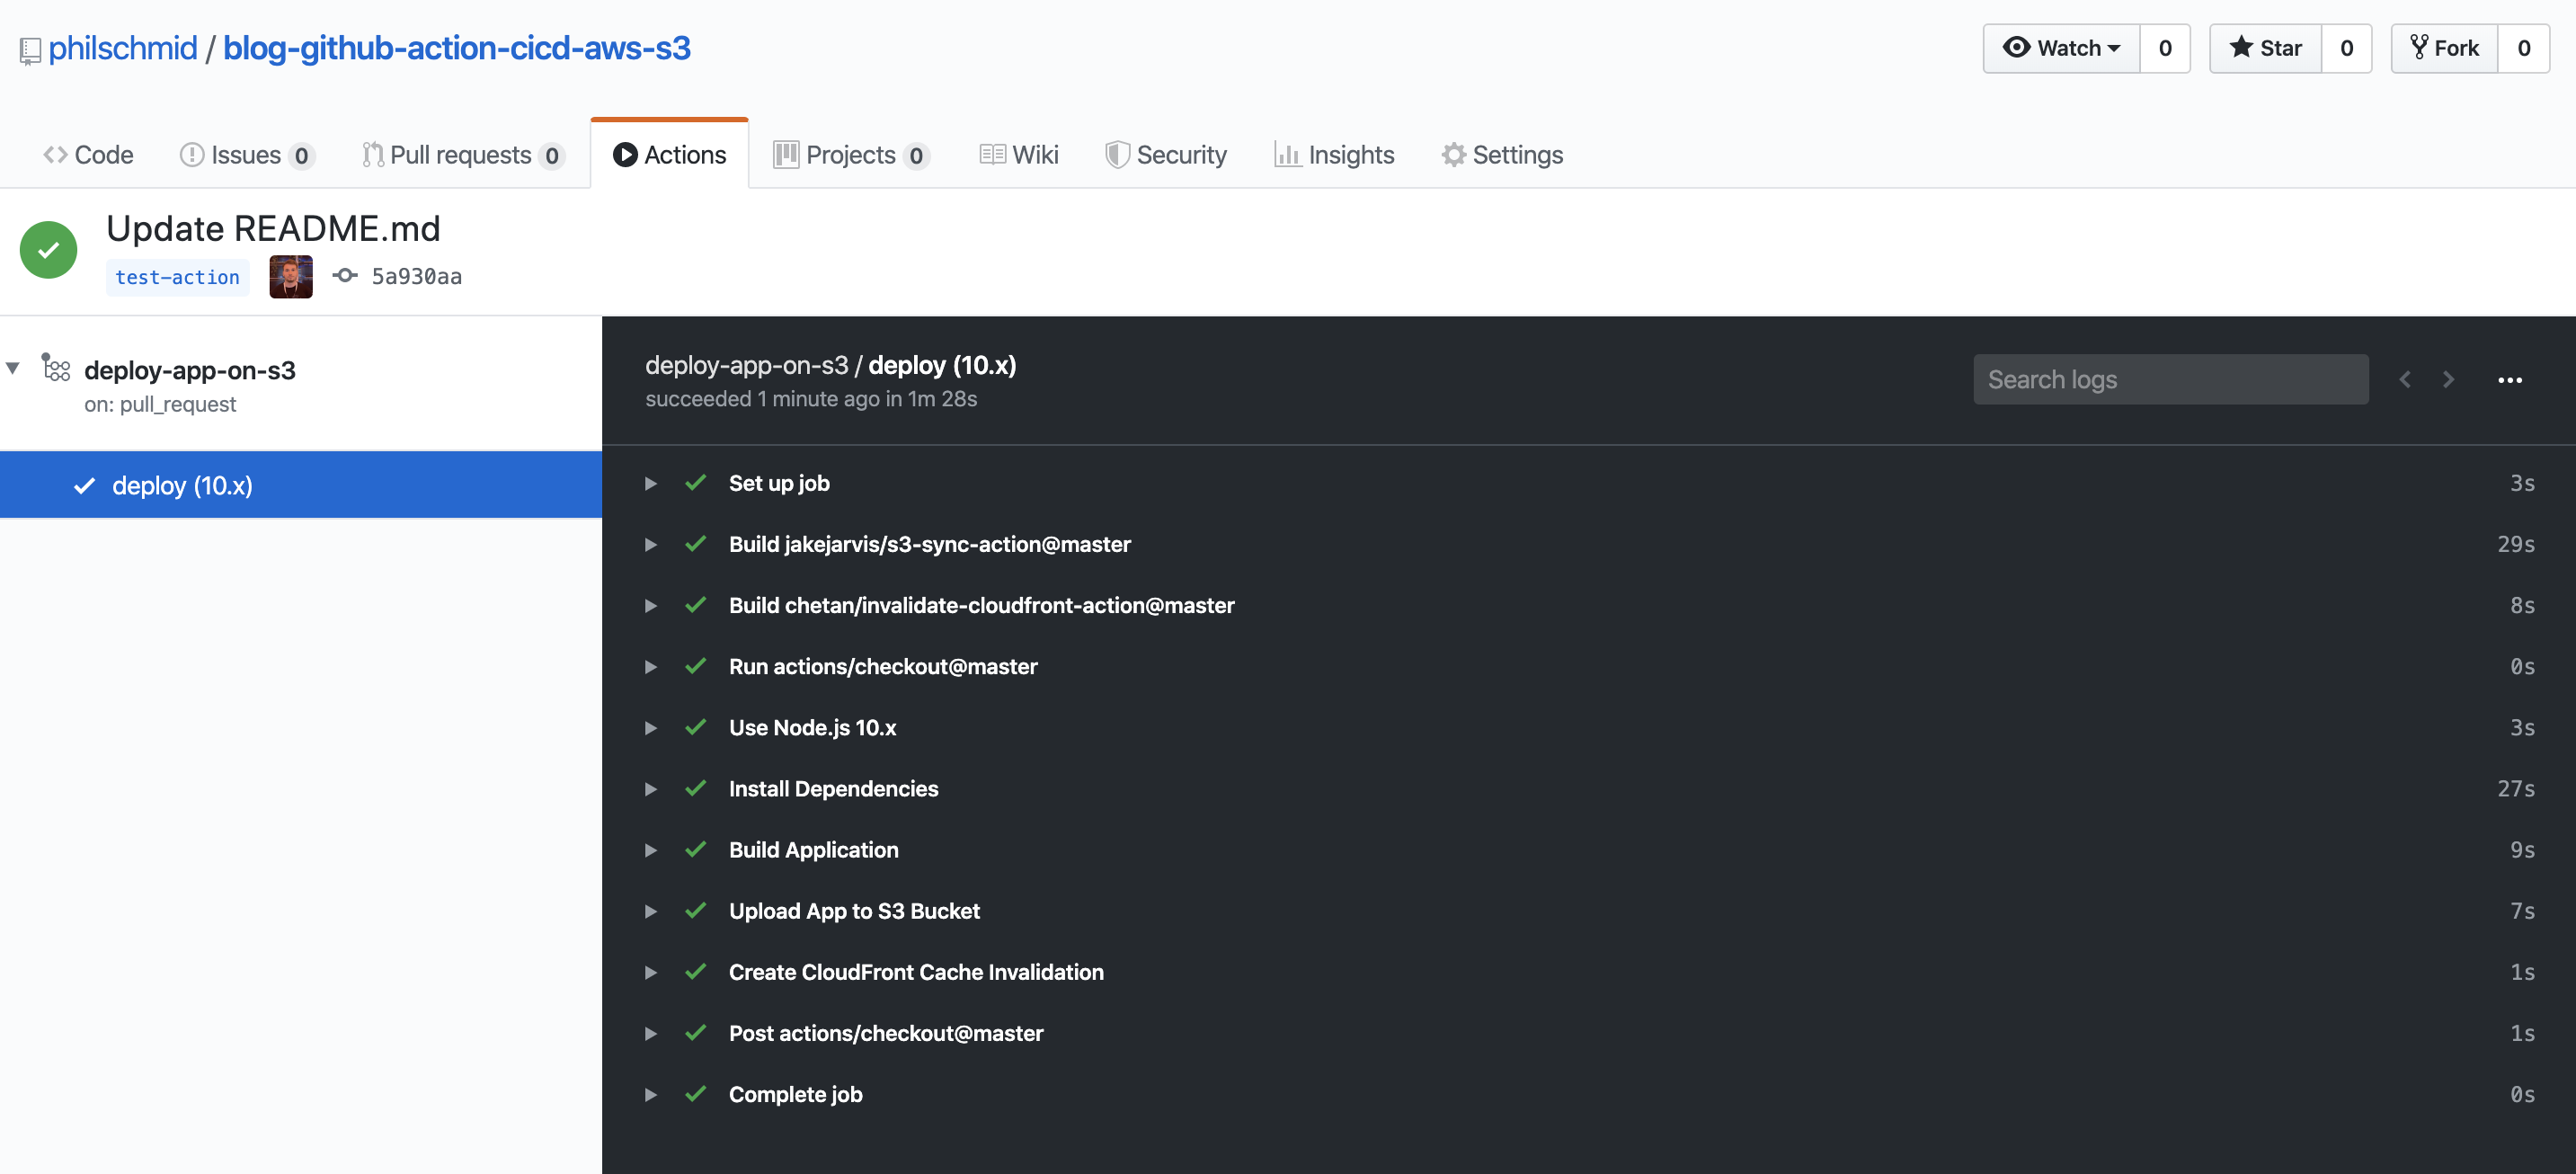 philschmid / blog-github-action-cicd-aws-s3
Watch 0 Star 0 Fork 0
Code Issues 0 Pull requests 0 Actions Projects 0 Wiki Security Insights Settings
Update README.md
test-action 5a930aa
deploy-app-on-s3
on: pull_request
deploy (10.x)
deploy-app-on-s3 / deploy (10.x)
succeeded 1 minute ago in 1m 28s
Search logs
Set up job 3s
Build jakejarvis/s3-sync-action@master 29s
Build chetan/invalidate-cloudfront-action@master 8s
Run actions/checkout@master 0s
Use Node.js 10.x 3s
Install Dependencies 27s
Build Application 9s
Upload App to S3 Bucket 7s
Create CloudFront Cache Invalidation 1s
Post actions/checkout@master 1s
Complete job 0s